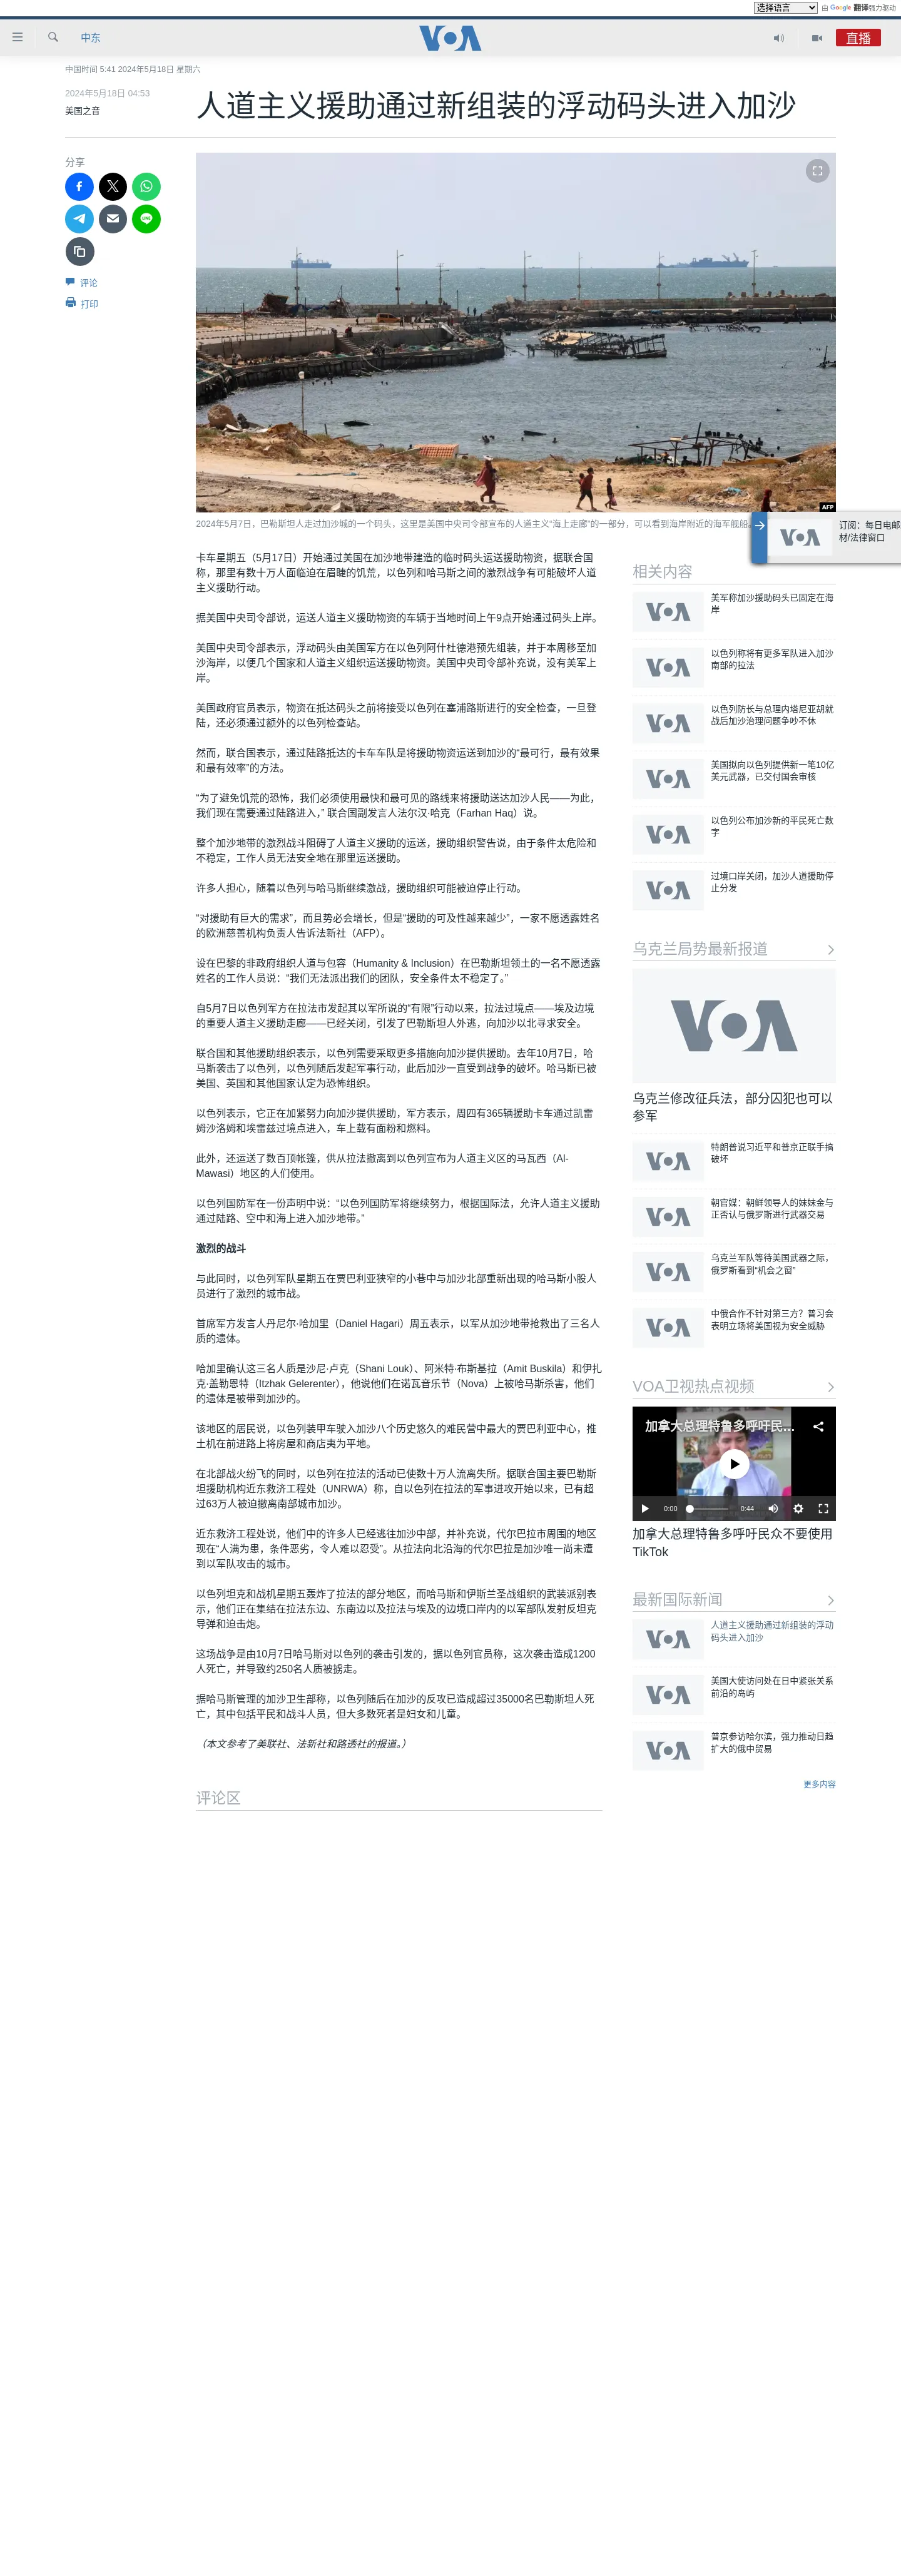 选择语言 由 Google 翻译强力驱动
中东
VOA
直播
中国时间 5:41 2024年5月18日 星期六
2024年5月18日 04:53
美国之音
人道主义援助通过新组装的浮动码头进入加沙
分享
LINE
评论
打印
AFP
2024年5月7日，巴勒斯坦人走过加沙城的一个码头，这里是美国中央司令部宣布的人道主义“海上走廊”的一部分，可以看到海岸附近的海军舰船。
VOA
订阅：每日电邮
材/法律窗口
卡车星期五（5月17日）开始通过美国在加沙地带建造的临时码头运送援助物资，据联合国
称，那里有数十万人面临迫在眉睫的饥荒，以色列和哈马斯之间的激烈战争有可能破坏人道
主义援助行动。
据美国中央司令部说，运送人道主义援助物资的车辆于当地时间上午9点开始通过码头上岸。
美国中央司令部表示，浮动码头由美国军方在以色列阿什杜德港预先组装，并于本周移至加
沙海岸，以便几个国家和人道主义组织运送援助物资。美国中央司令部补充说，没有美军上
岸。
美国政府官员表示，物资在抵达码头之前将接受以色列在塞浦路斯进行的安全检查，一旦登
陆，还必须通过额外的以色列检查站。
然而，联合国表示，通过陆路抵达的卡车车队是将援助物资运送到加沙的“最可行，最有效果
和最有效率”的方法。
“为了避免饥荒的恐怖，我们必须使用最快和最可见的路线来将援助送达加沙人民——为此，
我们现在需要通过陆路进入，” 联合国副发言人法尔汉·哈克（Farhan Haq）说。
整个加沙地带的激烈战斗阻碍了人道主义援助的运送，援助组织警告说，由于条件太危险和
不稳定，工作人员无法安全地在那里运送援助。
许多人担心，随着以色列与哈马斯继续激战，援助组织可能被迫停止行动。
“对援助有巨大的需求”，而且势必会增长，但是“援助的可及性越来越少”，一家不愿透露姓名
的欧洲慈善机构负责人告诉法新社（AFP）。
设在巴黎的非政府组织人道与包容（Humanity & Inclusion）在巴勒斯坦领土的一名不愿透露
姓名的工作人员说：“我们无法派出我们的团队，安全条件太不稳定了。”
自5月7日以色列军方在拉法市发起其以军所说的“有限”行动以来，拉法过境点——埃及边境
的重要人道主义援助走廊——已经关闭，引发了巴勒斯坦人外逃，向加沙以北寻求安全。
联合国和其他援助组织表示，以色列需要采取更多措施向加沙提供援助。去年10月7日，哈
马斯袭击了以色列，以色列随后发起军事行动，此后加沙一直受到战争的破坏。哈马斯已被
美国、英国和其他国家认定为恐怖组织。
以色列表示，它正在加紧努力向加沙提供援助，军方表示，周四有365辆援助卡车通过凯雷
姆沙洛姆和埃雷兹过境点进入，车上载有面粉和燃料。
此外，还运送了数百顶帐篷，供从拉法撤离到以色列宣布为人道主义区的马瓦西（Al-
Mawasi）地区的人们使用。
以色列国防军在一份声明中说：“以色列国防军将继续努力，根据国际法，允许人道主义援助
通过陆路、空中和海上进入加沙地带。”
激烈的战斗
与此同时，以色列军队星期五在贾巴利亚狭窄的小巷中与加沙北部重新出现的哈马斯小股人
员进行了激烈的城市战。
首席军方发言人丹尼尔·哈加里（Daniel Hagari）周五表示，以军从加沙地带抢救出了三名人
质的遗体。
哈加里确认这三名人质是沙尼·卢克（Shani Louk）、阿米特·布斯基拉（Amit Buskila）和伊扎
克·盖勒恩特（Itzhak Gelerenter），他说他们在诺瓦音乐节（Nova）上被哈马斯杀害，他们
的遗体是被带到加沙的。
该地区的居民说，以色列装甲车驶入加沙八个历史悠久的难民营中最大的贾巴利亚中心，推
土机在前进路上将房屋和商店夷为平地。
在北部战火纷飞的同时，以色列在拉法的活动已使数十万人流离失所。据联合国主要巴勒斯
坦援助机构近东救济工程处（UNRWA）称，自以色列在拉法的军事进攻开始以来，已有超
过63万人被迫撤离南部城市加沙。
近东救济工程处说，他们中的许多人已经逃往加沙中部，并补充说，代尔巴拉市周围的地区
现在“人满为患，条件恶劣，令人难以忍受”。从拉法向北沿海的代尔巴拉是加沙唯一尚未遭
到以军队攻击的城市。
以色列坦克和战机星期五轰炸了拉法的部分地区，而哈马斯和伊斯兰圣战组织的武装派别表
示，他们正在集结在拉法东边、东南边以及拉法与埃及的边境口岸内的以军部队发射反坦克
导弹和迫击炮。
这场战争是由10月7日哈马斯对以色列的袭击引发的，据以色列官员称，这次袭击造成1200
人死亡，并导致约250名人质被掳走。
据哈马斯管理的加沙卫生部称，以色列随后在加沙的反攻已造成超过35000名巴勒斯坦人死
亡，其中包括平民和战斗人员，但大多数死者是妇女和儿童。
（本文参考了美联社、法新社和路透社的报道。）
评论区
相关内容
VOA
美军称加沙援助码头已固定在海
岸
VOA
以色列称将有更多军队进入加沙
南部的拉法
VOA
以色列防长与总理内塔尼亚胡就
战后加沙治理问题争吵不休
VOA
美国拟向以色列提供新一笔10亿
美元武器，已交付国会审核
VOA
以色列公布加沙新的平民死亡数
字
VOA
过境口岸关闭，加沙人道援助停
止分发
乌克兰局势最新报道
VOA
乌克兰修改征兵法，部分囚犯也可以
参军
VOA
特朗普说习近平和普京正联手搞
破坏
VOA
朝官媒：朝鲜领导人的妹妹金与
正否认与俄罗斯进行武器交易
VOA
乌克兰军队等待美国武器之际，
俄罗斯看到“机会之窗”
VOA
中俄合作不针对第三方？普习会
表明立场将美国视为安全威胁
VOA卫视热点视频
加拿大总理特鲁多呼吁民...
0:00 0:44
加拿大总理特鲁多呼吁民众不要使用
TikTok
最新国际新闻
VOA
人道主义援助通过新组装的浮动
码头进入加沙
VOA
美国大使访问处在日中紧张关系
前沿的岛屿
VOA
普京参访哈尔滨，强力推动日趋
扩大的俄中贸易
更多内容